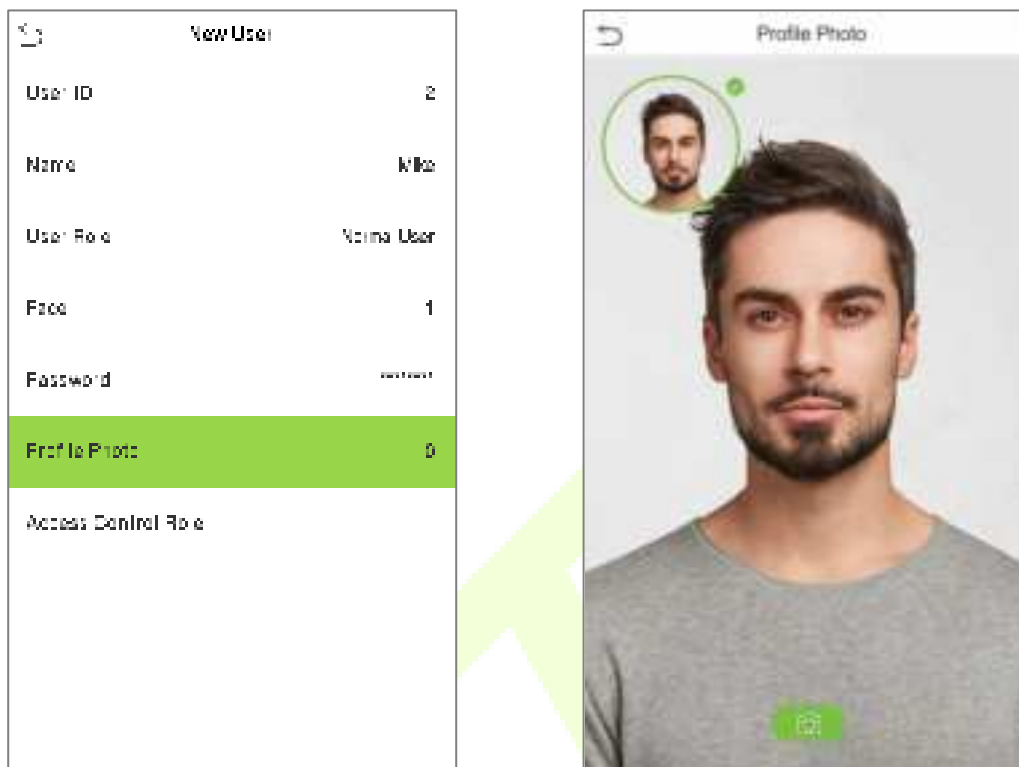 New User
User ID 2
Name Mike
User Role Normal User
Face 1
Password ********
Profile Photo 0
Access Control Role
Profile Photo